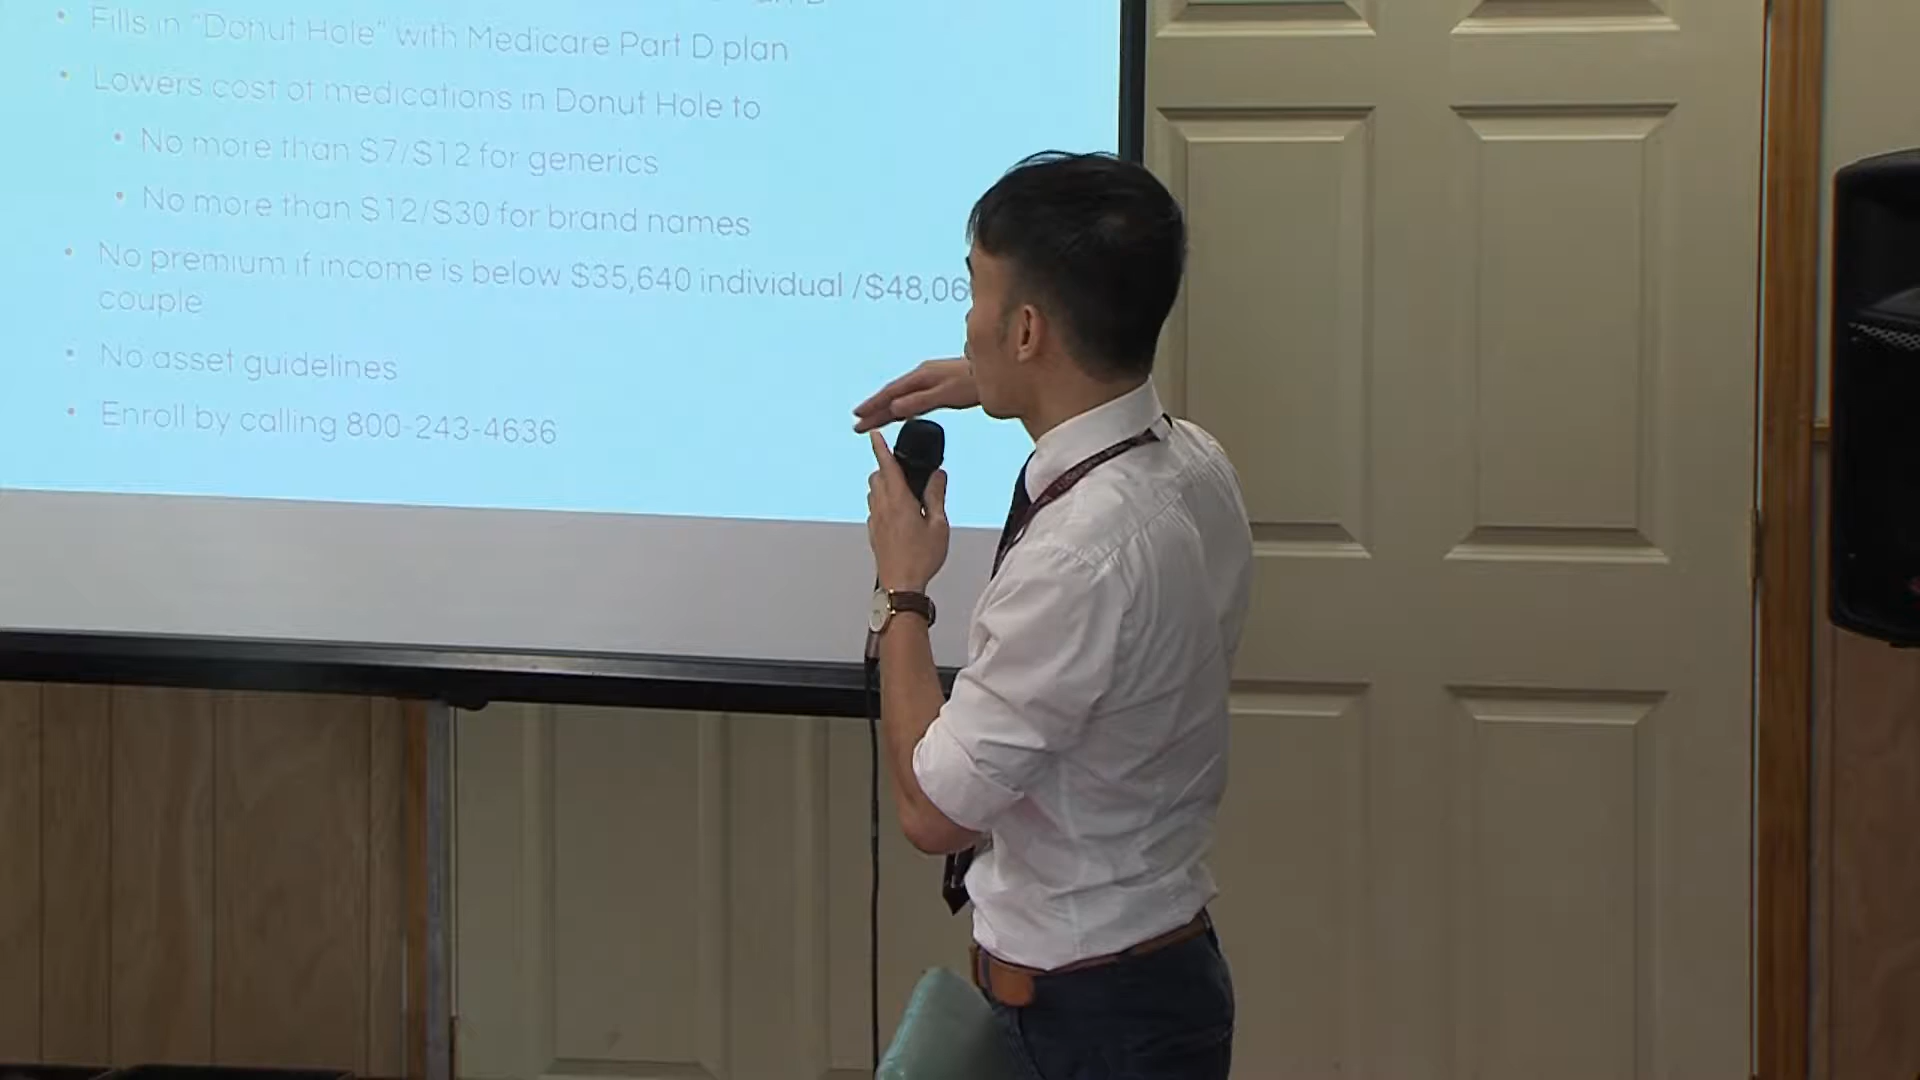 Fills in "Donut Hole" with Medicare Part D plan
Lowers cost of medications in Donut Hole to
No more than $7/$12 for generics
No more than $12/$30 for brand names
No premium if income is below $35,640 individual /$48,06
couple
No asset guidelines
Enroll by calling 800-243-4636